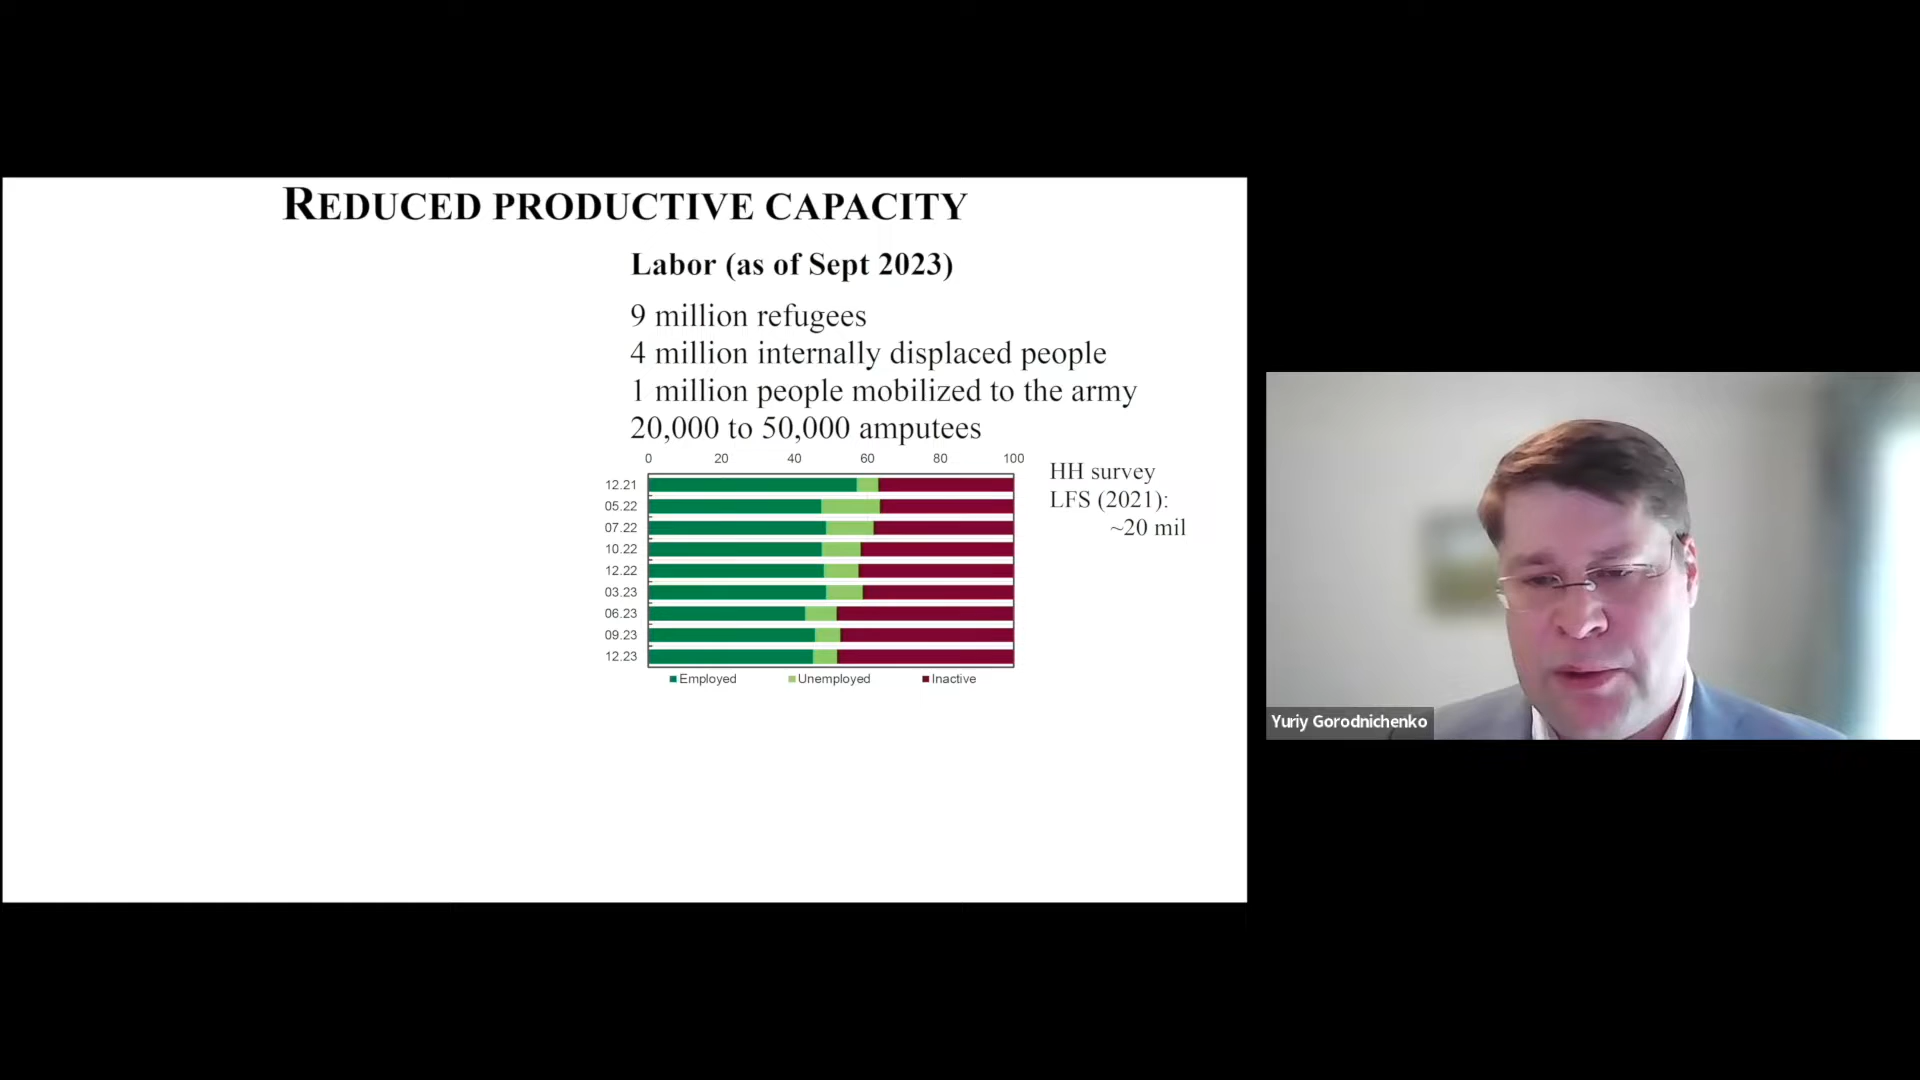 REDUCED PRODUCTIVE CAPACITY
Labor (as of Sept 2023)
9 million refugees
4 million internally displaced people
1 million people mobilized to the army
20,000 to 50,000 amputees
0 20 40 60 80 100
12.21
05.22
07.22
10.22
12.22
03.23
06.23
09.23
12.23
Employed Unemployed Inactive
HH survey
LFS (2021):
~20 mil
Yuriy Gorodnichenko